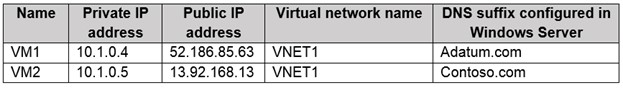 Name Private IP address Public IP address Virtual network name DNS suffix configured in Windows Server
VM1 10.1.0.4 52.186.85.63 VNET1 Adatum.com
VM2 10.1.0.5 13.92.168.13 VNET1 Contoso.com